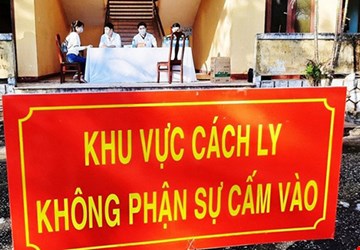 KHU VỰC CÁCH LY
KHÔNG PHẬN SỰ CẤM VÀO